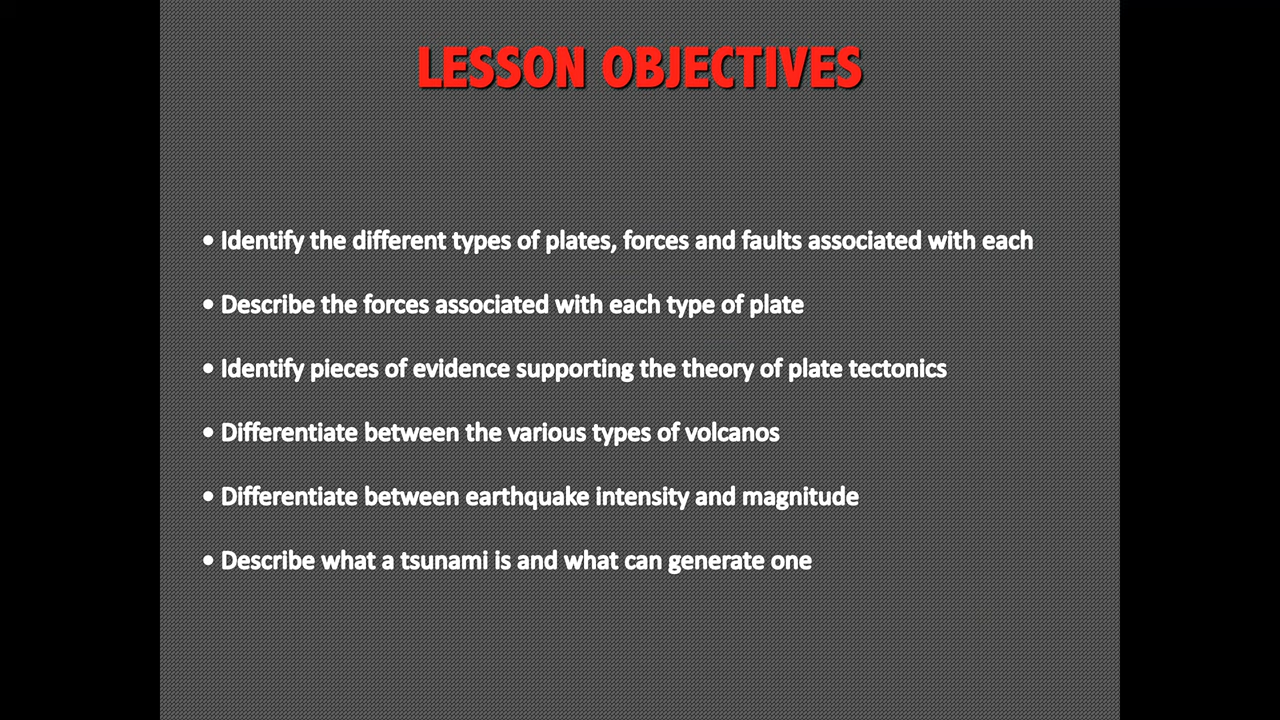 LESSON OBJECTIVES
• Identify the different types of plates, forces and faults associated with each
• Describe the forces associated with each type of plate
• Identify pieces of evidence supporting the theory of plate tectonics
• Differentiate between the various types of volcanos
• Differentiate between earthquake intensity and magnitude
• Describe what a tsunami is and what can generate one